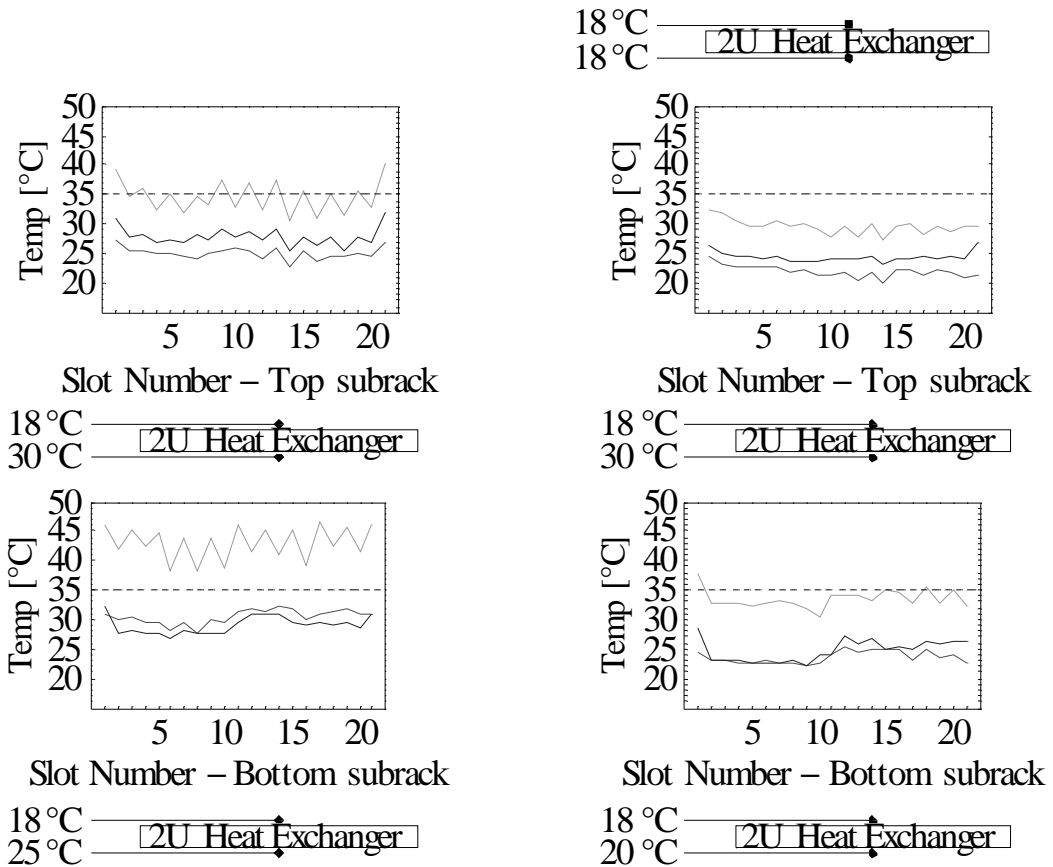 18 °C
2U Heat Exchanger
18 °C
50
45
40
35
30
25
20
Temp [°C]
5 10 15 20
Slot Number – Top subrack
50
45
40
35
30
25
20
Temp [°C]
5 10 15 20
Slot Number – Top subrack
18 °C
2U Heat Exchanger
30 °C
18 °C
2U Heat Exchanger
30 °C
50
45
40
35
30
25
20
Temp [°C]
5 10 15 20
Slot Number – Bottom subrack
50
45
40
35
30
25
20
Temp [°C]
5 10 15 20
Slot Number – Bottom subrack
18 °C
2U Heat Exchanger
25 °C
18 °C
2U Heat Exchanger
20 °C